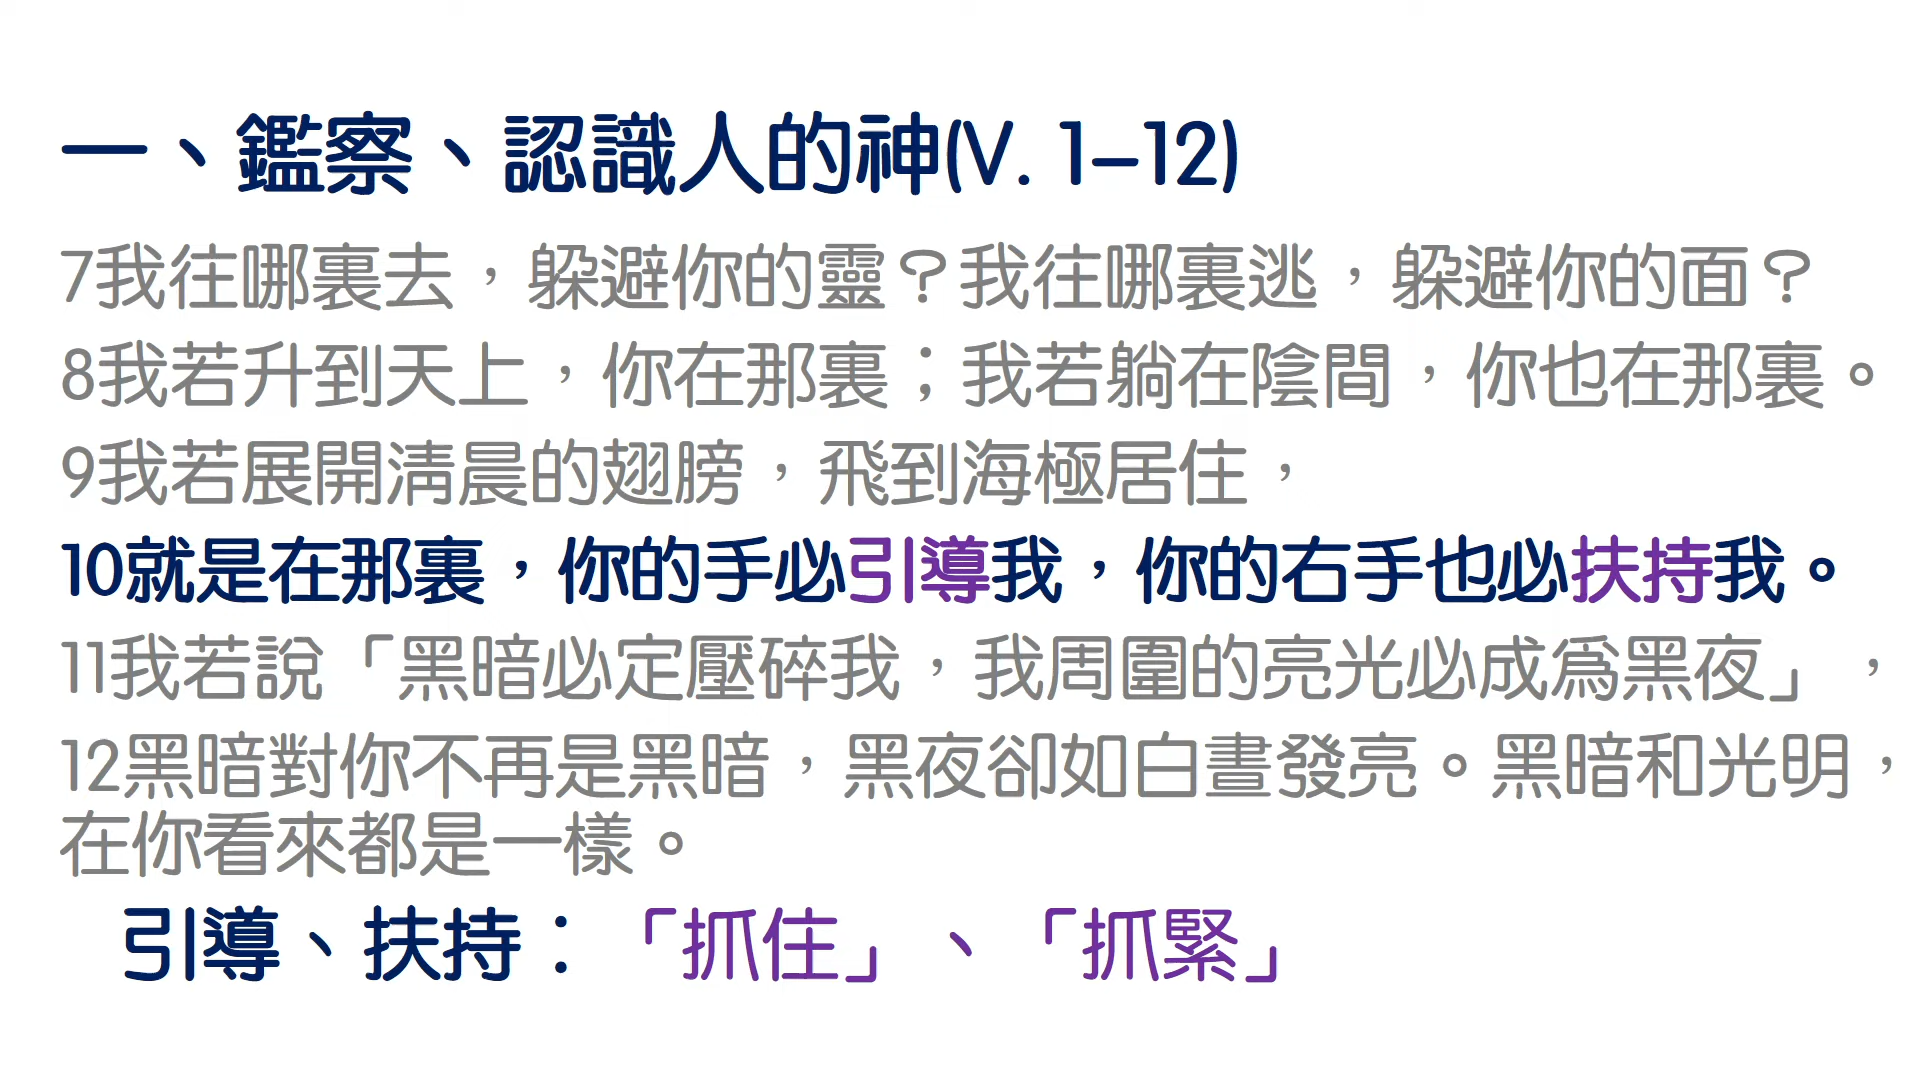 一、鑑察、認識人的神(V. 1–12)
7我往哪裏去，躲避你的靈？我往哪裏逃，躲避你的面？
8我若升到天上，你在那裏；我若躺在陰間，你也在那裏。
9我若展開清晨的翅膀，飛到海極居住，
10就是在那裏，你的手必引導我，你的右手也必扶持我。
11我若說「黑暗必定壓碎我，我周圍的亮光必成為黑夜」，
12黑暗對你不再是黑暗，黑夜卻如白晝發亮。黑暗和光明，
在你看來都是一樣。
引導、扶持：「抓住」、「抓緊」